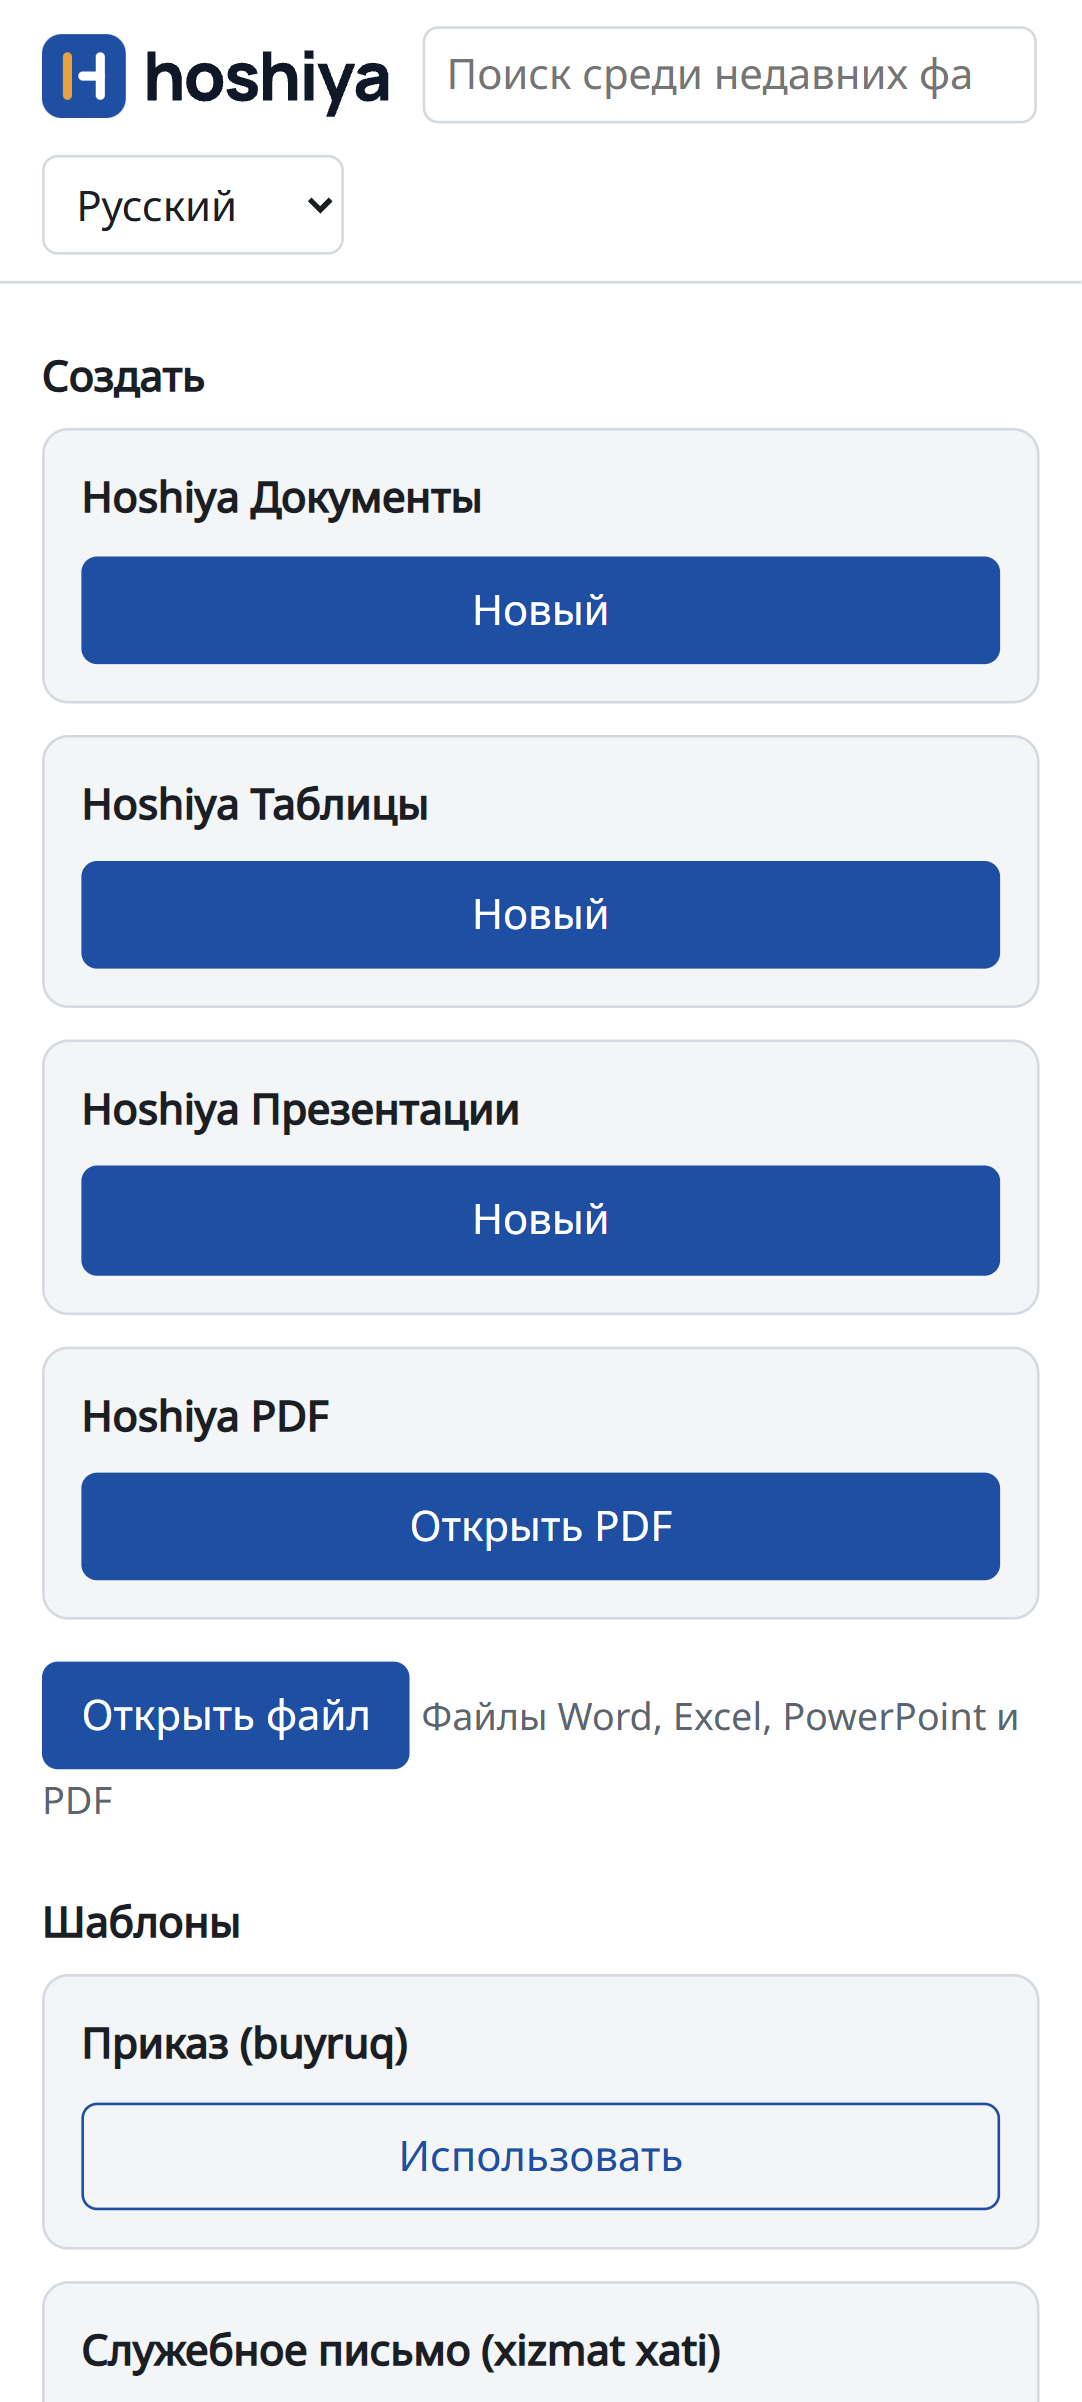 hoshiya
Поиск среди недавних фа
Русский
Создать
Hoshiya Документы
Новый
Hoshiya Таблицы
Новый
Hoshiya Презентации
Новый
Hoshiya PDF
Открыть PDF
Открыть файл Файлы Word, Excel, PowerPoint и
PDF
Шаблоны
Приказ (buyruq)
Использовать
Служебное письмо (xizmat xati)